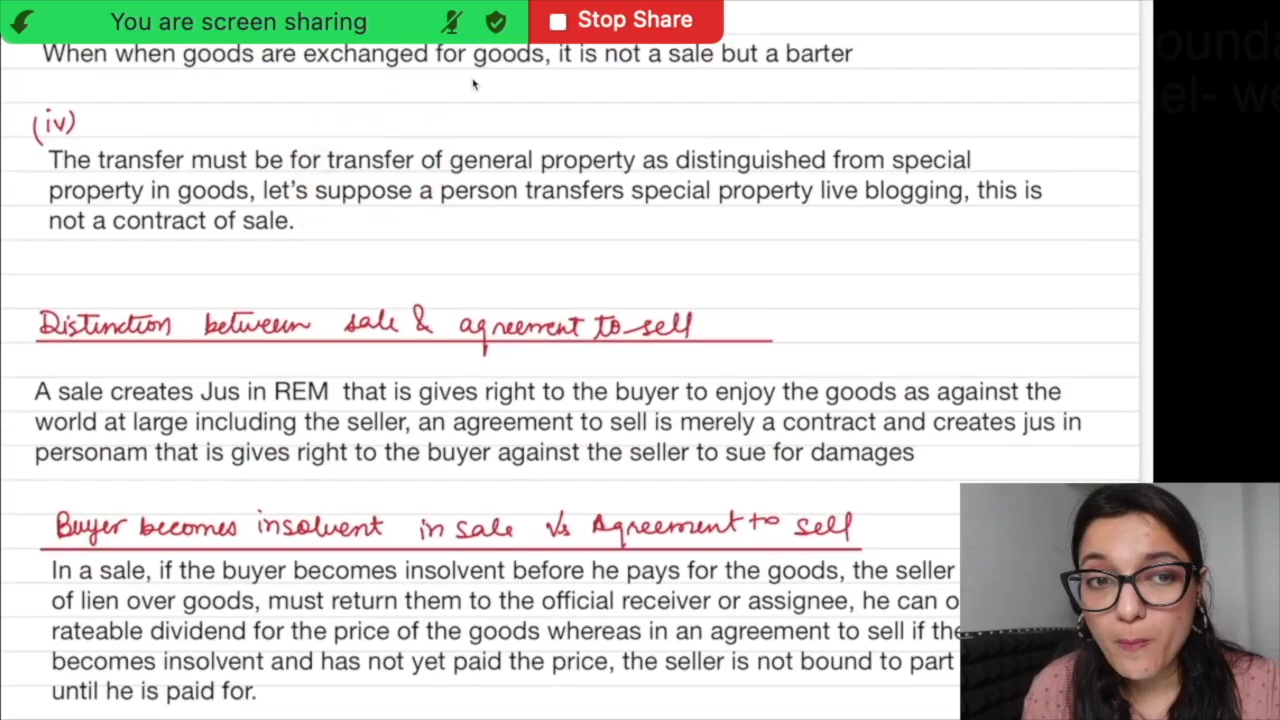 You are screen sharing
Stop Share
When when goods are exchanged for goods, it is not a sale but a barter
(iv)
The transfer must be for transfer of general property as distinguished from special
property in goods, let's suppose a person transfers special property live blogging, this is
not a contract of sale.
Distinction between sale & agreement to sell
A sale creates Jus in REM that is gives right to the buyer to enjoy the goods as against the
world at large including the seller, an agreement to sell is merely a contract and creates jus in
personam that is gives right to the buyer against the seller to sue for damages
Buyer becomes insolvent in sale Vs Agreement to sell
In a sale, if the buyer becomes insolvent before he pays for the goods, the seller
of lien over goods, must return them to the official receiver or assignee, he can
rateable dividend for the price of the goods whereas in an agreement to sell if
becomes insolvent and has not yet paid the price, the seller is not bound to part
until he is paid for.